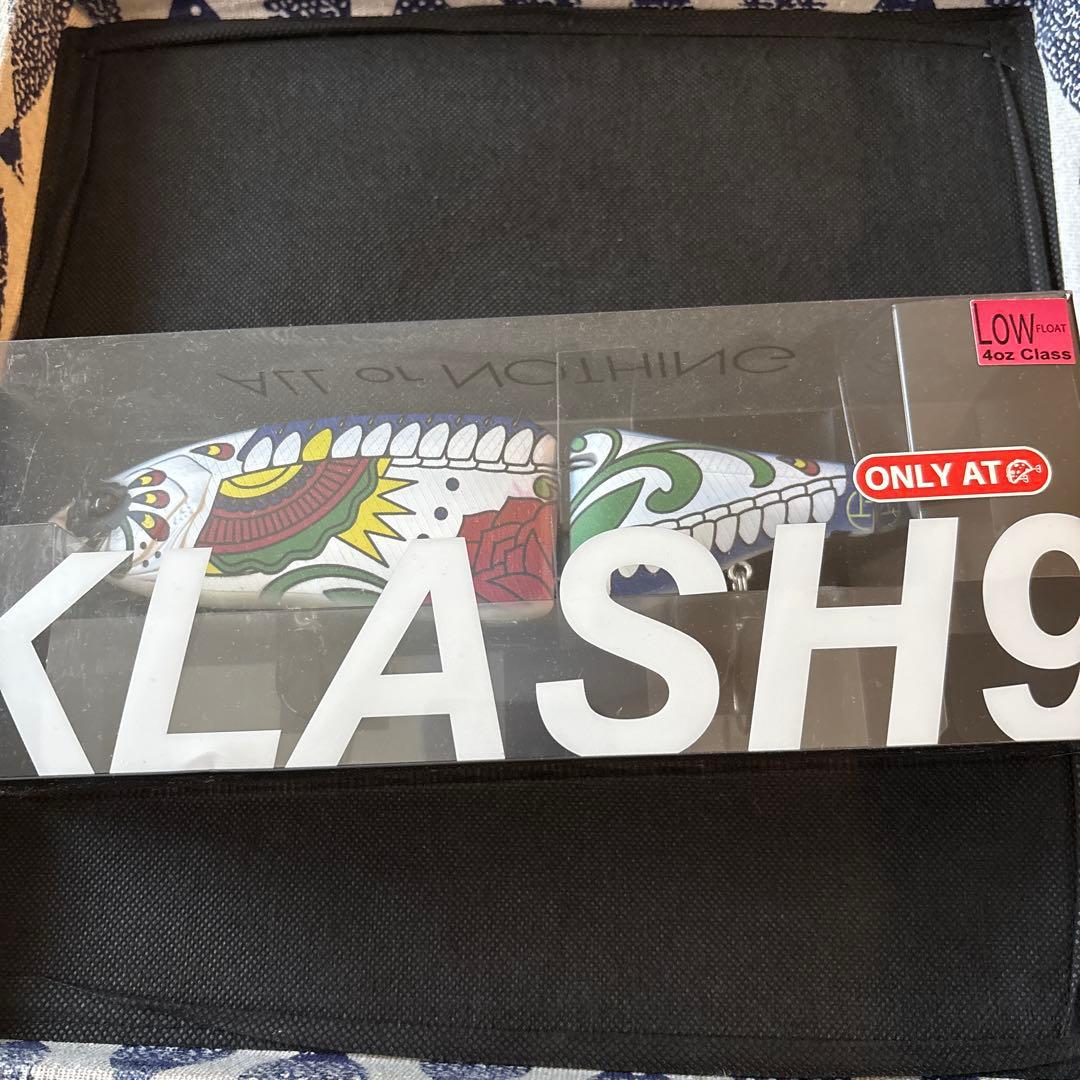 LOW FLOAT
4oz Class
ALL or NOTHING
ONLY AT
KLASH9